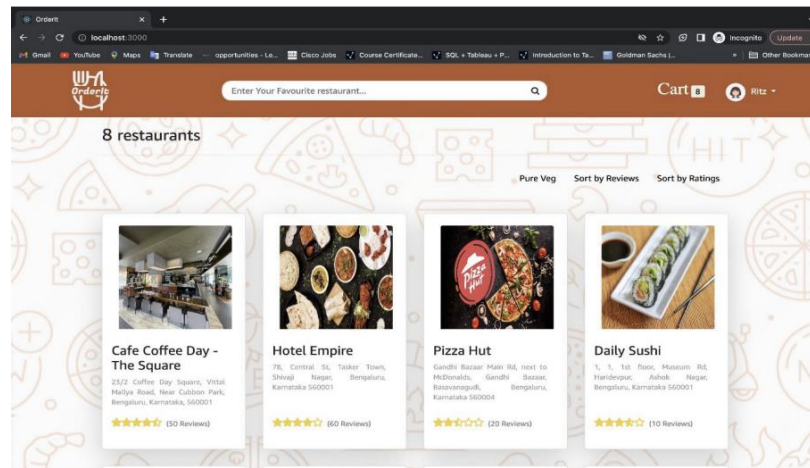 OrderIt
localhost:3000
Incognito
Update
Gmail
YouTube
Maps
Translate
opportunities - Le...
Cisco Jobs
Course Certificate...
SQL + Tableau + P...
Introduction to Ta...
Goldman Sachs |...
»
Other Bookmar
OrderIt
Enter Your Favourite restaurant...
Cart 8
Ritz
8 restaurants
HIT
Pure Veg
Sort by Reviews
Sort by Ratings
Pizza Hut
Cafe Coffee Day -
The Square
23/2 Coffee Day Square, Vittal
Mallya Road, Near Cubbon Park,
Bengaluru, Karnataka, 560001
(50 Reviews)
Hotel Empire
78, Central St, Tasker Town,
Shivaji Nagar, Bengaluru,
Karnataka 560001
(60 Reviews)
Pizza Hut
Gandhi Bazaar Main Rd, next to
McDonalds, Gandhi Bazaar,
Basavanagudi, Bengaluru,
Karnataka 560004
(20 Reviews)
Daily Sushi
1, 1, 1st floor, Museum Rd,
Haridevpur, Ashok Nagar,
Bengaluru, Karnataka 560001
(10 Reviews)